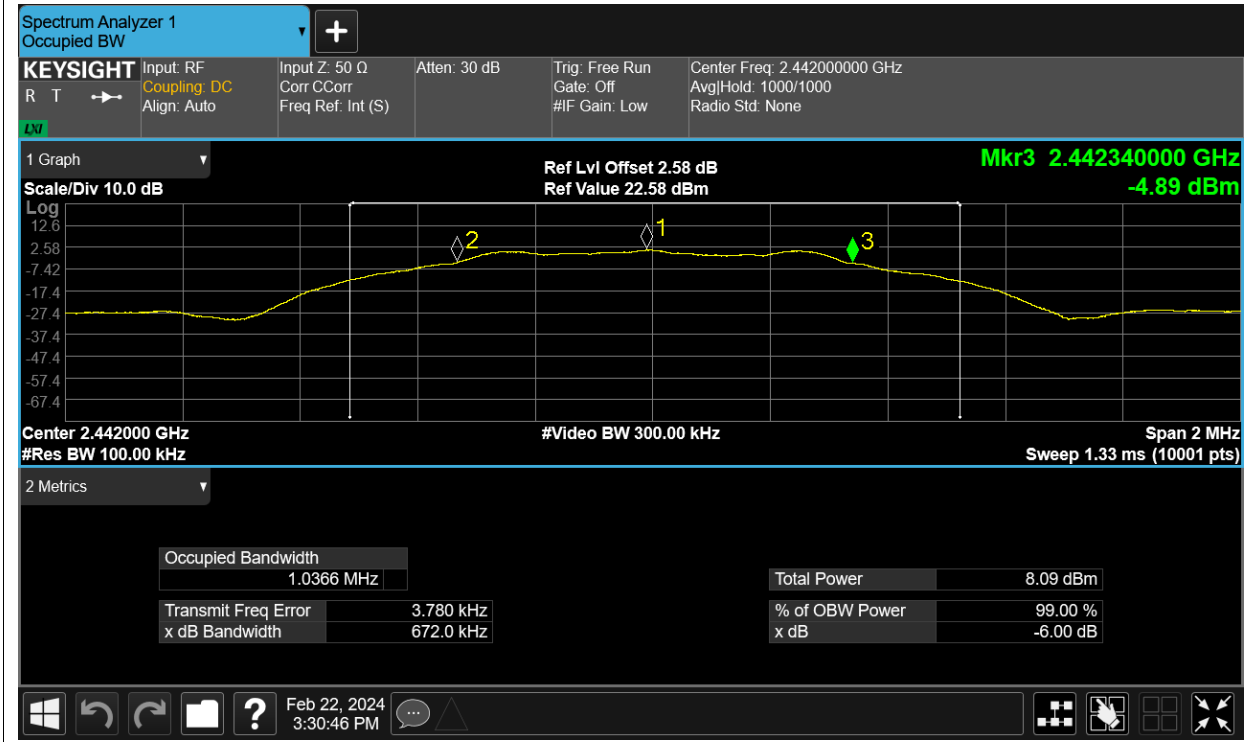 Spectrum Analyzer 1
Occupied BW
KEYSIGHT
R T
LXI
Input: RF
Coupling: DC
Align: Auto
Input Z: 50 Ω
Corr CCorr
Freq Ref: Int (S)
Atten: 30 dB
Trig: Free Run
Gate: Off
#IF Gain: Low
Center Freq: 2.442000000 GHz
Avg|Hold: 1000/1000
Radio Std: None
1 Graph
Scale/Div 10.0 dB
Ref Lvl Offset 2.58 dB
Ref Value 22.58 dBm
Mkr3 2.442340000 GHz
-4.89 dBm
Log
12.6
2.58
-7.42
-17.4
-27.4
-37.4
-47.4
-57.4
-67.4
2
1
3
Center 2.442000 GHz
#Res BW 100.00 kHz
#Video BW 300.00 kHz
Span 2 MHz
Sweep 1.33 ms (10001 pts)
2 Metrics
Occupied Bandwidth
1.0366 MHz
Transmit Freq Error 3.780 kHz
x dB Bandwidth 672.0 kHz
Total Power 8.09 dBm
% of OBW Power 99.00 %
x dB -6.00 dB
?
Feb 22, 2024
3:30:46 PM